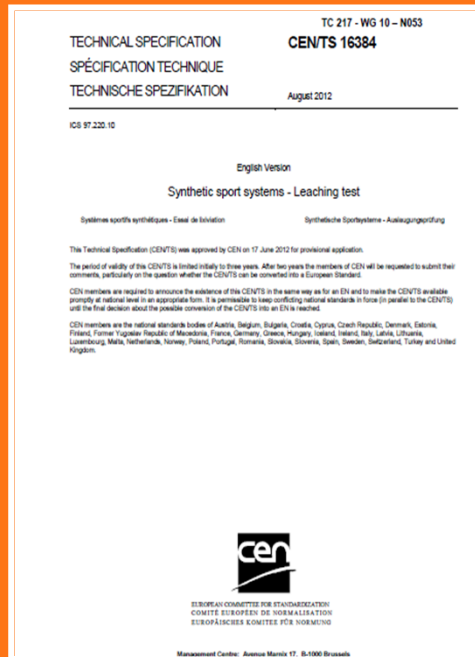 TC 217 - WG 10 – N053
TECHNICAL SPECIFICATION
CEN/TS 16384
SPÉCIFICATION TECHNIQUE
TECHNISCHE SPEZIFIKATION
August 2012
ICS 97.220.10
English Version
Synthetic sport systems - Leaching test
Systèmes sportifs synthétiques - Essai de lixiviation
Synthetische Sportsysteme - Auslaugungsprüfung
This Technical Specification (CEN/TS) was approved by CEN on 17 June 2012 for provisional application.
The period of validity of this CEN/TS is limited initially to three years. After two years the members of CEN will be requested to submit their
comments, particularly on the question whether the CEN/TS can be converted into a European Standard.
CEN members are required to announce the existence of this CEN/TS in the same way as for an EN and to make the CEN/TS available
promptly at national level in an appropriate form. It is permissible to keep conflicting national standards in force (in parallel to the CEN/TS)
until the final decision about the possible conversion of the CEN/TS into an EN is reached.
CEN members are the national standards bodies of Austria, Belgium, Bulgaria, Croatia, Cyprus, Czech Republic, Denmark, Estonia,
Finland, Former Yugoslav Republic of Macedonia, France, Germany, Greece, Hungary, Iceland, Ireland, Italy, Latvia, Lithuania,
Luxembourg, Malta, Netherlands, Norway, Poland, Portugal, Romania, Slovakia, Slovenia, Spain, Sweden, Switzerland, Turkey and United
Kingdom.
cen
EUROPEAN COMMITTEE FOR STANDARDIZATION
COMITÉ EUROPÉEN DE NORMALISATION
EUROPÄISCHES KOMITEE FÜR NORMUNG
Management Centre: Avenue Marnix 17, B-1000 Brussels